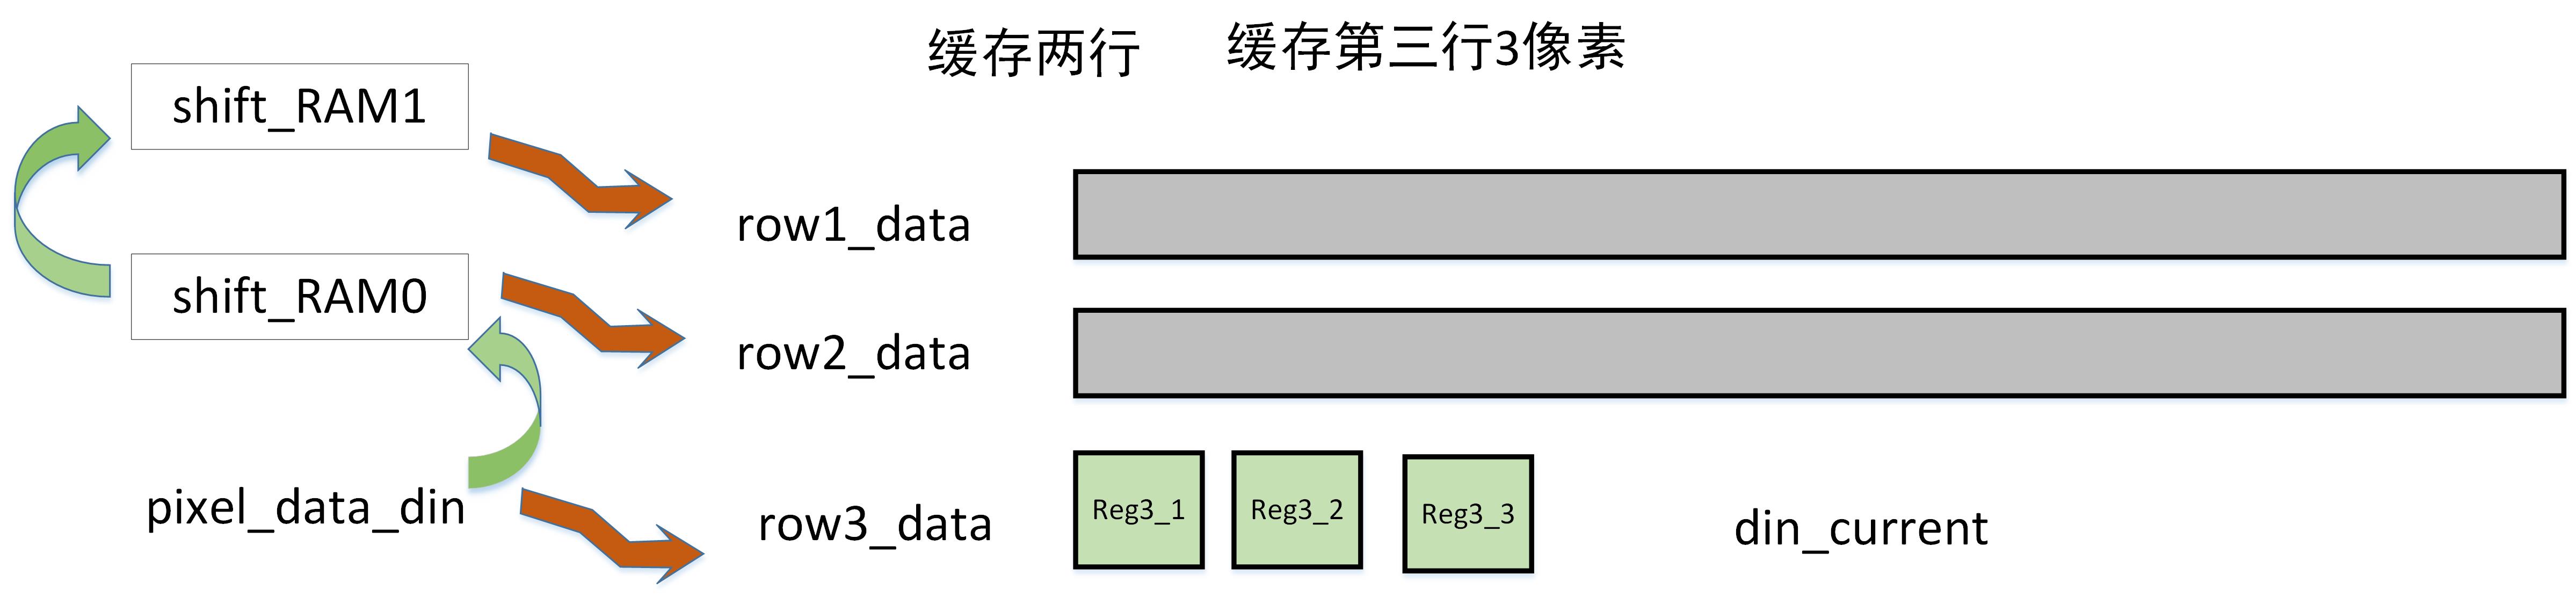 缓存两行 缓存第三行3像素
shift_RAM1
row1_data
shift_RAM0
row2_data
pixel_data_din
row3_data
Reg3_1
Reg3_2
Reg3_3
din_current